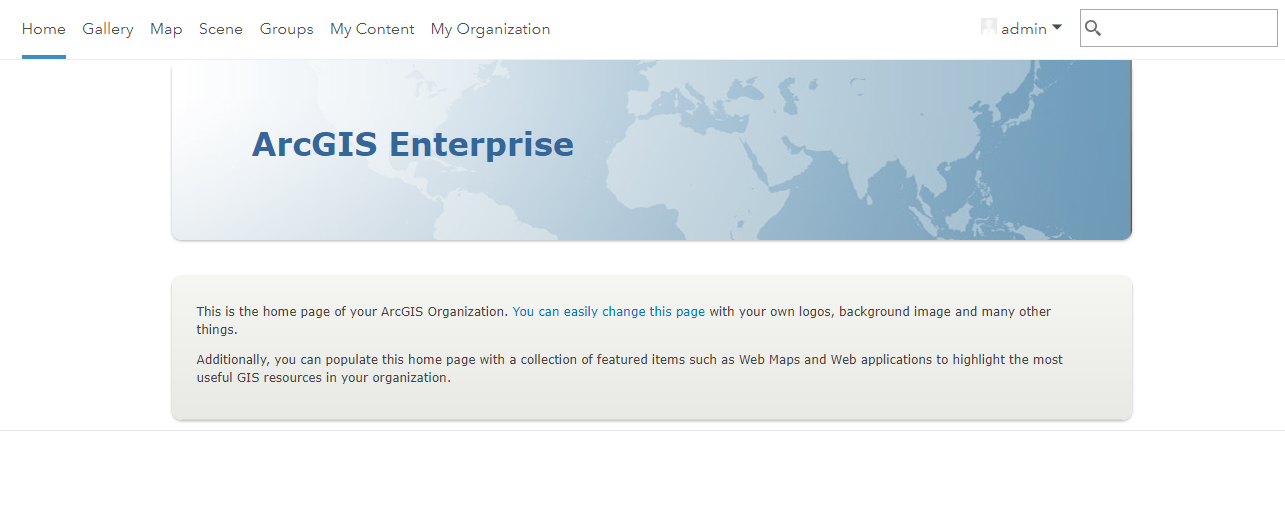 Home Gallery Map Scene Groups My Content My Organization admin
ArcGIS Enterprise
This is the home page of your ArcGIS Organization. You can easily change this page with your own logos, background image and many other
things.
Additionally, you can populate this home page with a collection of featured items such as Web Maps and Web applications to highlight the most
useful GIS resources in your organization.